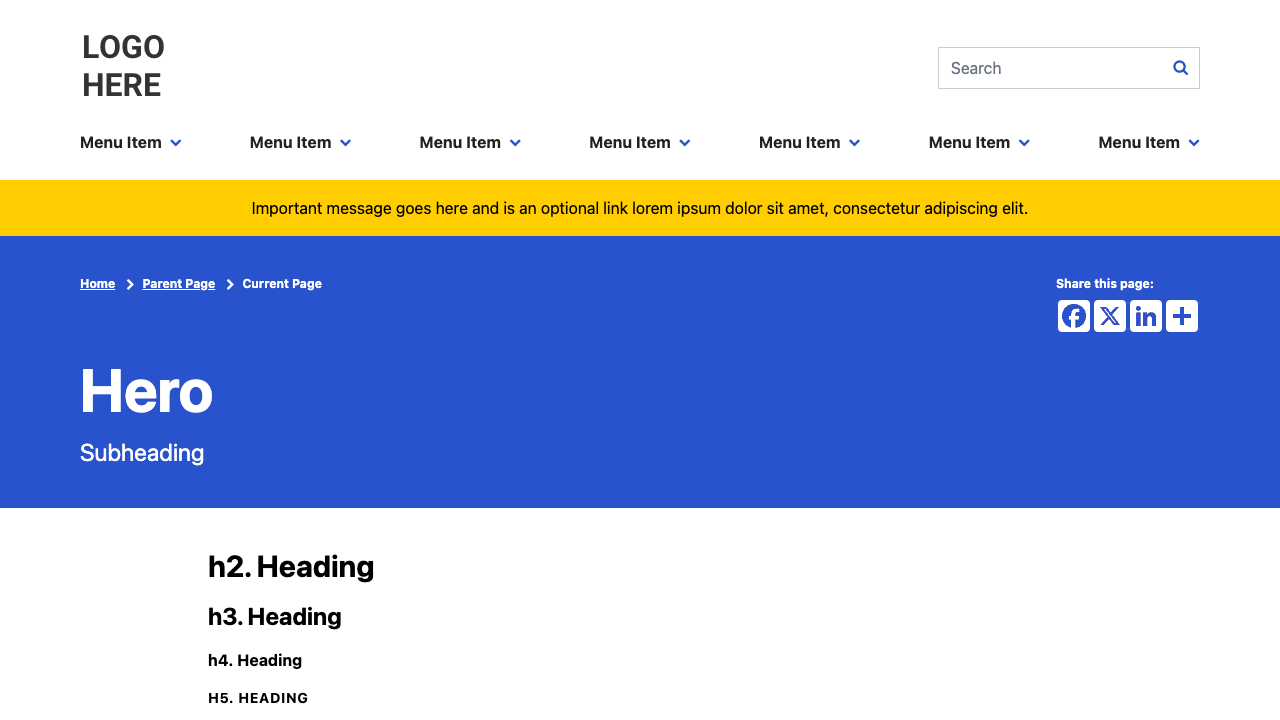 LOGO
HERE
Search
Menu Item Menu Item Menu Item Menu Item Menu Item Menu Item Menu Item
Important message goes here and is an optional link lorem ipsum dolor sit amet, consectetur adipiscing elit.
Home Parent Page Current Page
Share this page:
Hero
Subheading
h2. Heading
h3. Heading
h4. Heading
H5. HEADING